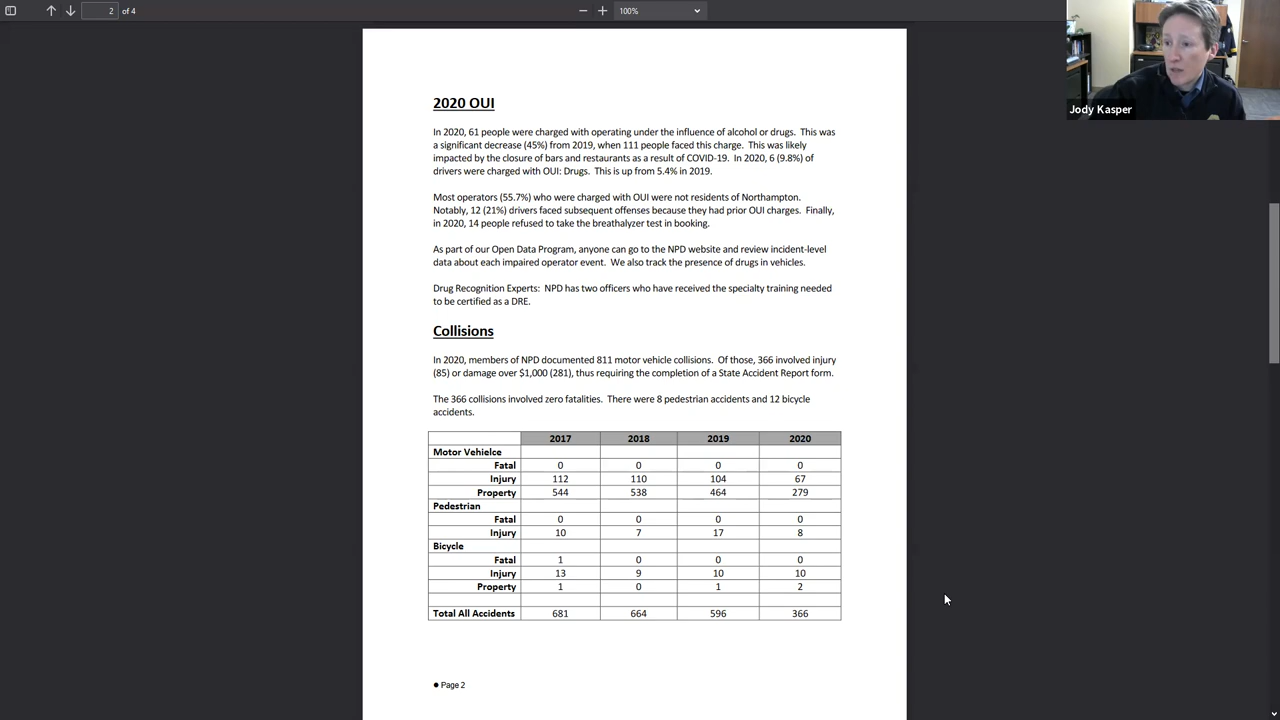 2 of 4 100%
Jody Kasper
2020 OUI
In 2020, 61 people were charged with operating under the influence of alcohol or drugs. This was
a significant decrease (45%) from 2019, when 111 people faced this charge. This was likely
impacted by the closure of bars and restaurants as a result of COVID-19. In 2020, 6 (9.8%) of
drivers were charged with OUI: Drugs. This is up from 5.4% in 2019.
Most operators (55.7%) who were charged with OUI were not residents of Northampton.
Notably, 12 (21%) drivers faced subsequent offenses because they had prior OUI charges. Finally,
in 2020, 14 people refused to take the breathalyzer test in booking.
As part of our Open Data Program, anyone can go to the NPD website and review incident-level
data about each impaired operator event. We also track the presence of drugs in vehicles.
Drug Recognition Experts: NPD has two officers who have received the specialty training needed
to be certified as a DRE.
Collisions
In 2020, members of NPD documented 811 motor vehicle collisions. Of those, 366 involved injury
(85) or damage over $1,000 (281), thus requiring the completion of a State Accident Report form.
The 366 collisions involved zero fatalities. There were 8 pedestrian accidents and 12 bicycle
accidents.
2017 2018 2019 2020
Motor Vehielce
Fatal 0 0 0 0
Injury 112 110 104 67
Property 544 538 464 279
Pedestrian
Fatal 0 0 0 0
Injury 10 7 17 8
Bicycle
Fatal 1 0 0 0
Injury 13 9 10 10
Property 1 0 1 2
Total All Accidents 681 664 596 366
● Page 2